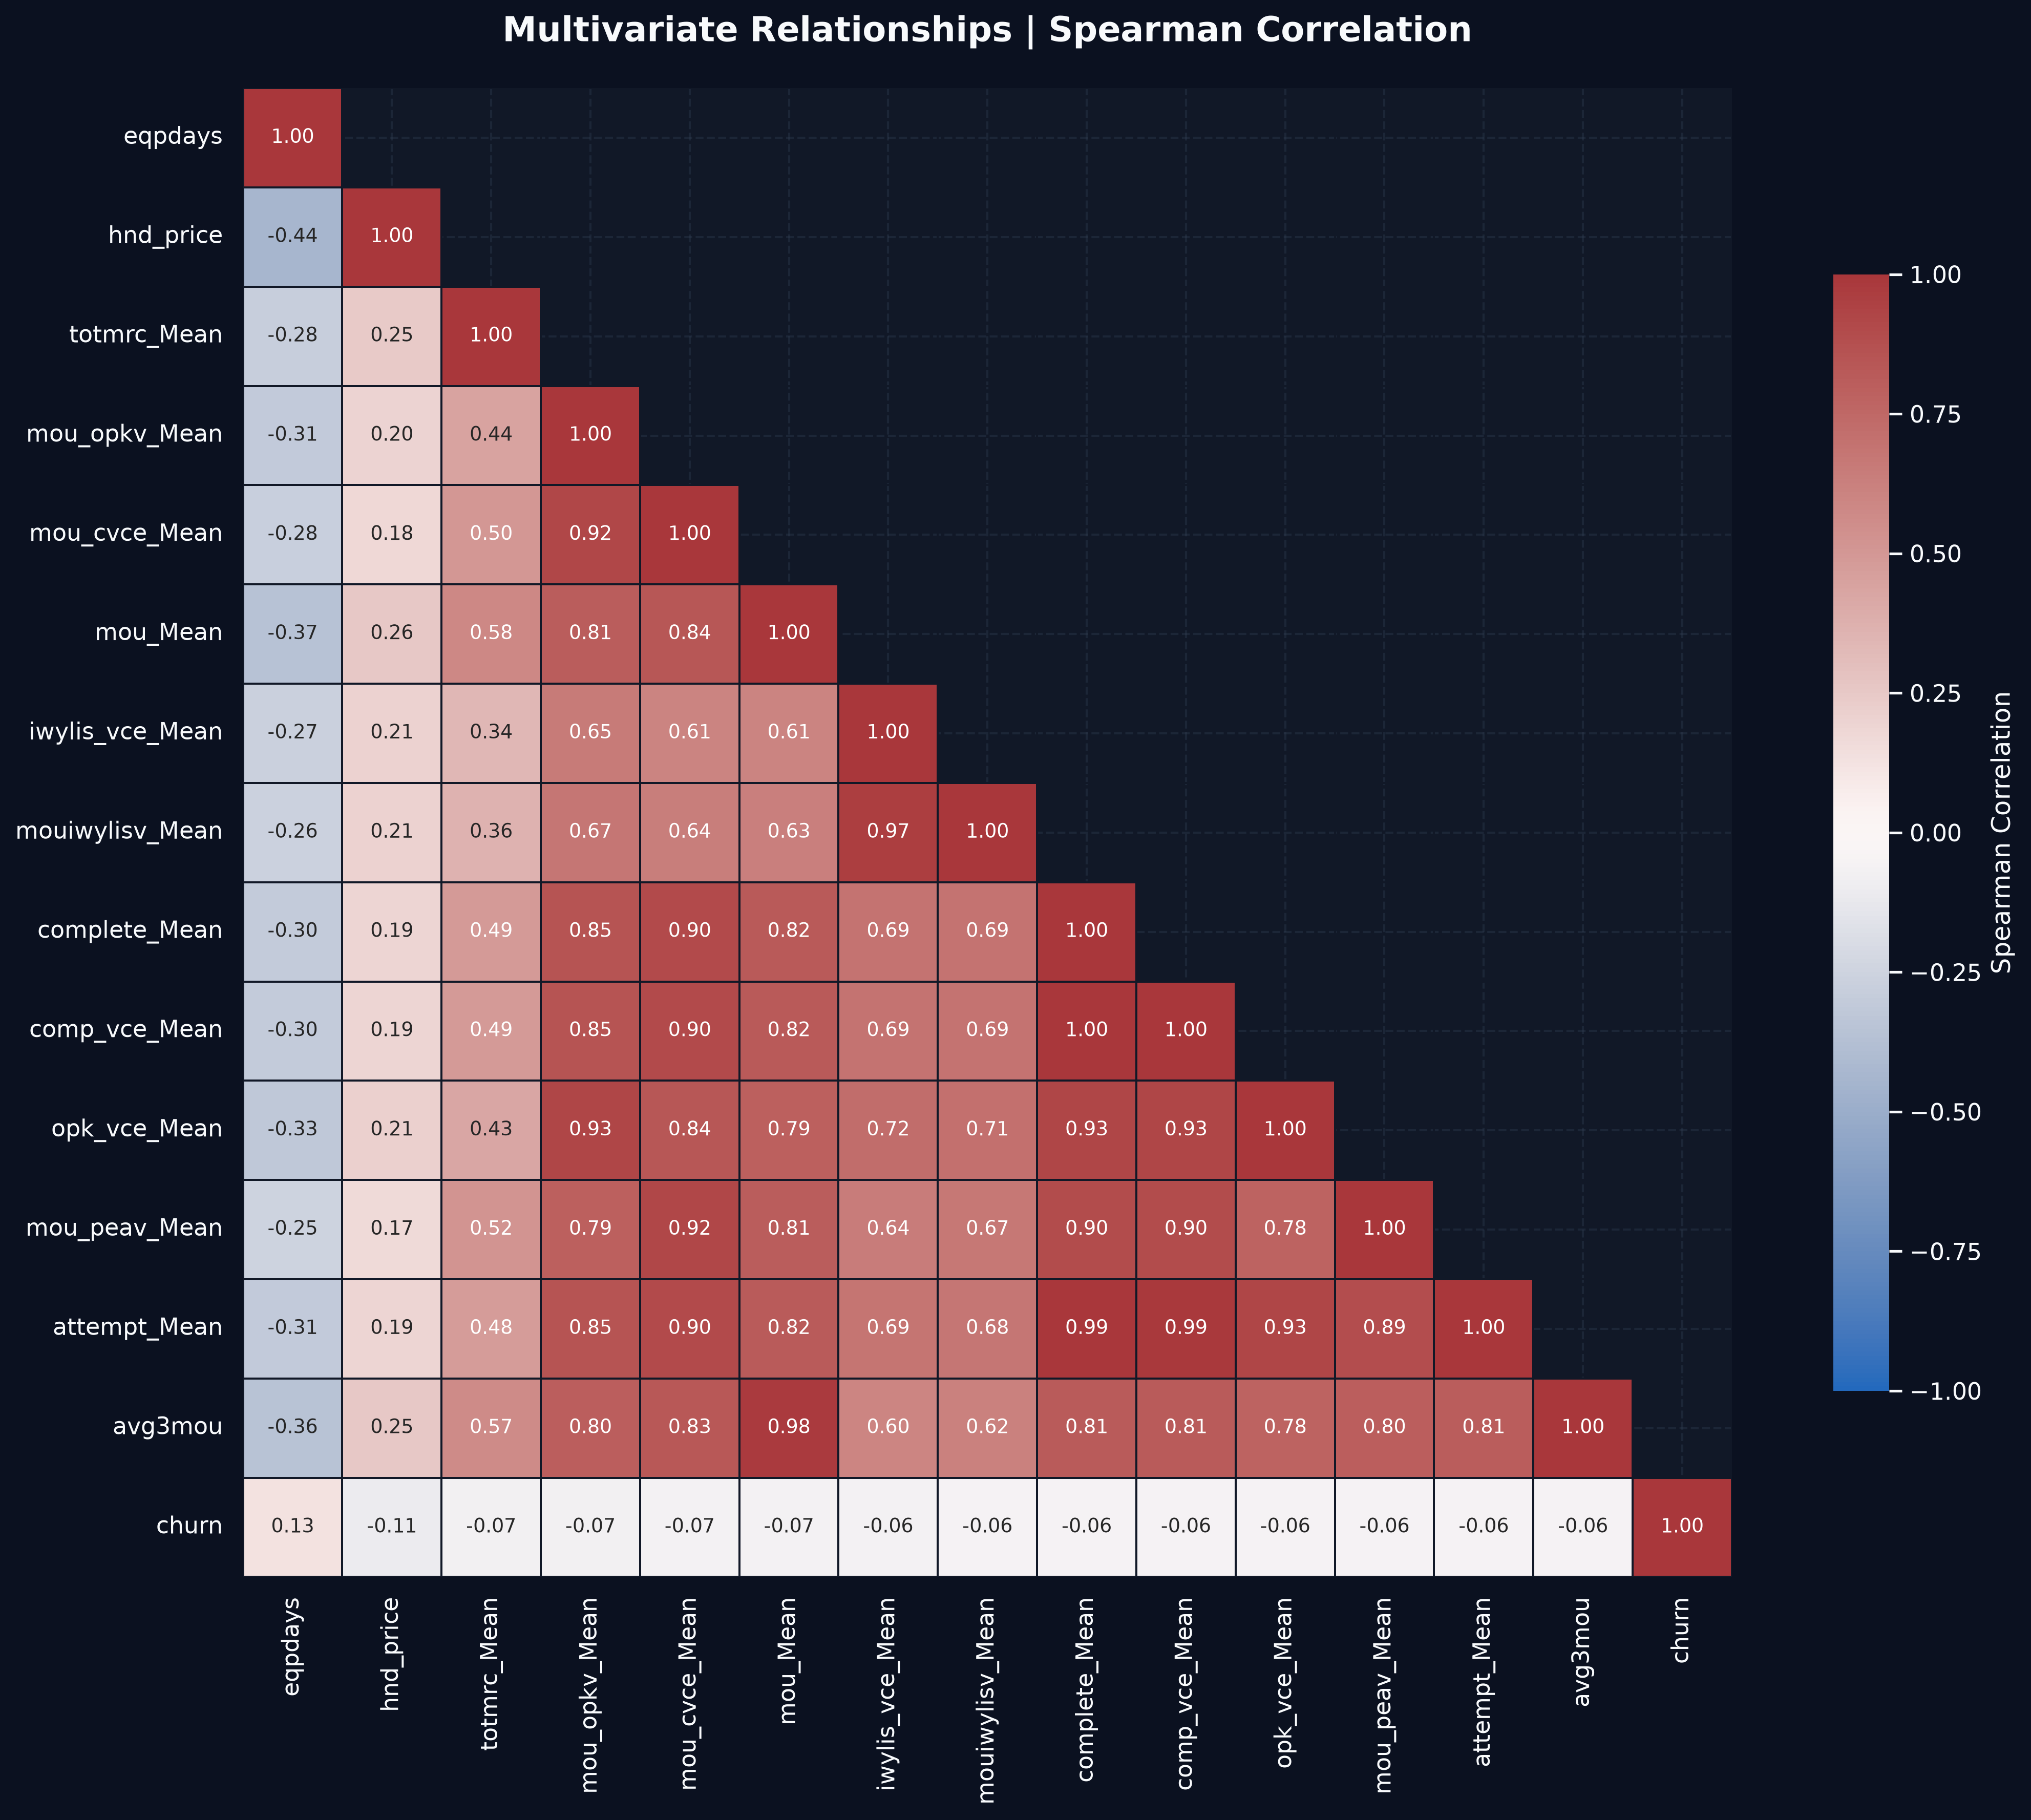 Multivariate Relationships | Spearman Correlation
eqpdays 1.00
hnd_price -0.44 1.00
totmrc_Mean -0.28 0.25 1.00
mou_opkv_Mean -0.31 0.20 0.44 1.00
mou_cvce_Mean -0.28 0.18 0.50 0.92 1.00
mou_Mean -0.37 0.26 0.58 0.81 0.84 1.00
iwylis_vce_Mean -0.27 0.21 0.34 0.65 0.61 0.61 1.00
mouiwylisv_Mean -0.26 0.21 0.36 0.67 0.64 0.63 0.97 1.00
complete_Mean -0.30 0.19 0.49 0.85 0.90 0.82 0.69 0.69 1.00
comp_vce_Mean -0.30 0.19 0.49 0.85 0.90 0.82 0.69 0.69 1.00 1.00
opk_vce_Mean -0.33 0.21 0.43 0.93 0.84 0.79 0.72 0.71 0.93 0.93 1.00
mou_peav_Mean -0.25 0.17 0.52 0.79 0.92 0.81 0.64 0.67 0.90 0.90 0.78 1.00
attempt_Mean -0.31 0.19 0.48 0.85 0.90 0.82 0.69 0.68 0.99 0.99 0.93 0.89 1.00
avg3mou -0.36 0.25 0.57 0.80 0.83 0.98 0.60 0.62 0.81 0.81 0.78 0.80 0.81 1.00
churn 0.13 -0.11 -0.07 -0.07 -0.07 -0.07 -0.06 -0.06 -0.06 -0.06 -0.06 -0.06 -0.06 -0.06 1.00
eqpdays
hnd_price
totmrc_Mean
mou_opkv_Mean
mou_cvce_Mean
mou_Mean
iwylis_vce_Mean
mouiwylisv_Mean
complete_Mean
comp_vce_Mean
opk_vce_Mean
mou_peav_Mean
attempt_Mean
avg3mou
churn
1.00
0.75
0.50
0.25
0.00
−0.25
−0.50
−0.75
−1.00
Spearman Correlation